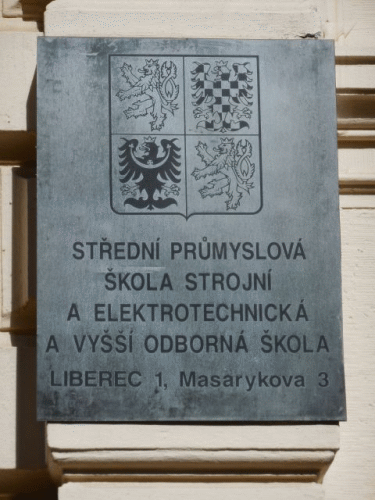 STŘEDNÍ PRŮMYSLOVÁ
ŠKOLA STROJNÍ
A ELEKTROTECHNICKÁ
A VYŠŠÍ ODBORNÁ ŠKOLA
LIBEREC 1, Masarykova 3